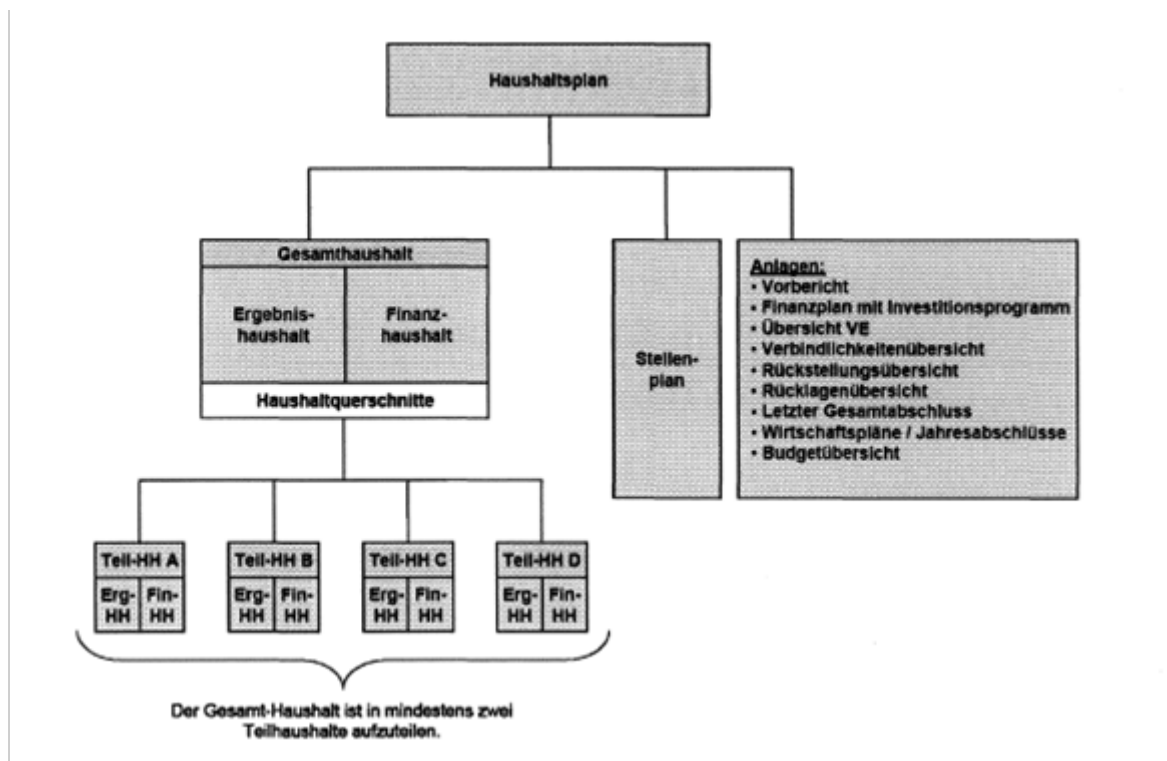 Haushaltsplan
Gesamthaushalt
Ergebnis-
haushalt
Finanz-
haushalt
Haushaltquerschnitte
Stellen-
plan
Anlagen:
• Vorbericht
• Finanzplan mit Investitionsprogramm
• Übersicht VE
• Verbindlichkeitenübersicht
• Rückstellungsübersicht
• Rücklagenübersicht
• Letzter Gesamtabschluss
• Wirtschaftspläne / Jahresabschlüsse
• Budgetübersicht
Teil-HH A
Erg-
HH
Fin-
HH
Teil-HH B
Erg-
HH
Fin-
HH
Teil-HH C
Erg-
HH
Fin-
HH
Teil-HH D
Erg-
HH
Fin-
HH
Der Gesamt-Haushalt ist in mindestens zwei
Teilhaushalte aufzuteilen.